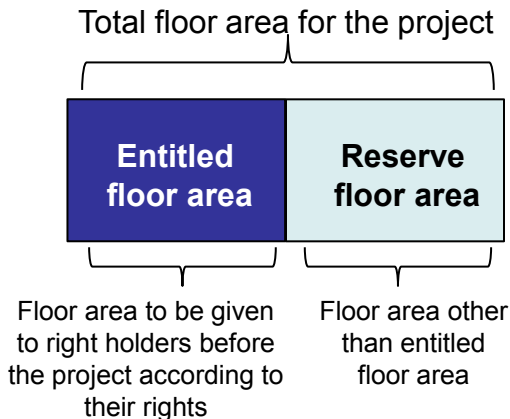 Total floor area for the project
Entitled
floor area
Reserve
floor area
Floor area to be given
to right holders before
the project according to
their rights
Floor area other
than entitled
floor area